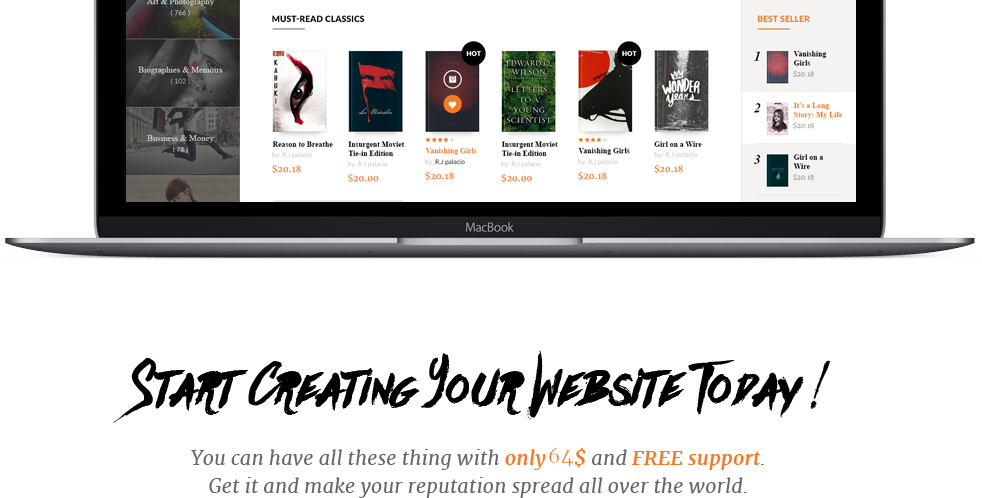 Art & Photography
( 766 )
Biographies & Memoirs
( 102 )
Business & Money
( 78 )
MUST-READ CLASSICS
KABUKI
Reason to Breathe
by: R.J palacio
$20.18
Les Misérables
Insurgent Moviet
Tie-in Edition
by: R.J palacio
$20.00
HOT
Vanishing Girls
by: R.J palacio
$20.18
EDWARD O.
WILSON
LETTERS
TO A
YOUNG
SCIENTIST
Insurgent Moviet
Tie-in Edition
by: R.J palacio
$20.00
HOT
Vanishing Girls
by: R.J palacio
$20.18
My
WONDER
Years
Girl on a Wire
by: R.J palacio
$20.18
BEST SELLER
1
Vanishing
Girls
$20.18
2
It's a Long
Story: My Life
$20.18
3
Girl on a
Wire
$20.18
MacBook
START CREATING YOUR WEBSITE TODAY !
You can have all these thing with only 64$ and FREE support.
Get it and make your reputation spread all over the world.